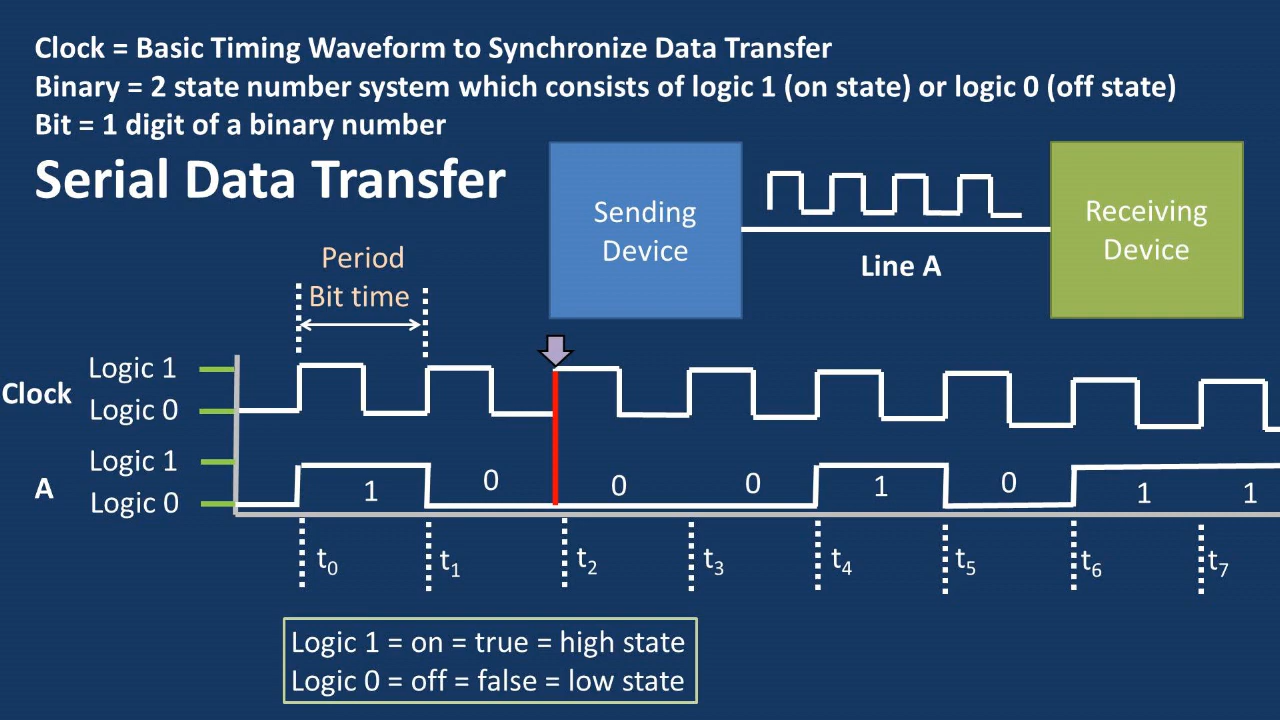 Clock = Basic Timing Waveform to Synchronize Data Transfer
Binary = 2 state number system which consists of logic 1 (on state) or logic 0 (off state)
Bit = 1 digit of a binary number
Serial Data Transfer
Sending
Device
Receiving
Device
Line A
Period
Bit time
Clock
Logic 1
Logic 0
A
Logic 1
Logic 0
1 0 0 0 1 0 1 1
t0 t1 t2 t3 t4 t5 t6 t7
Logic 1 = on = true = high state
Logic 0 = off = false = low state